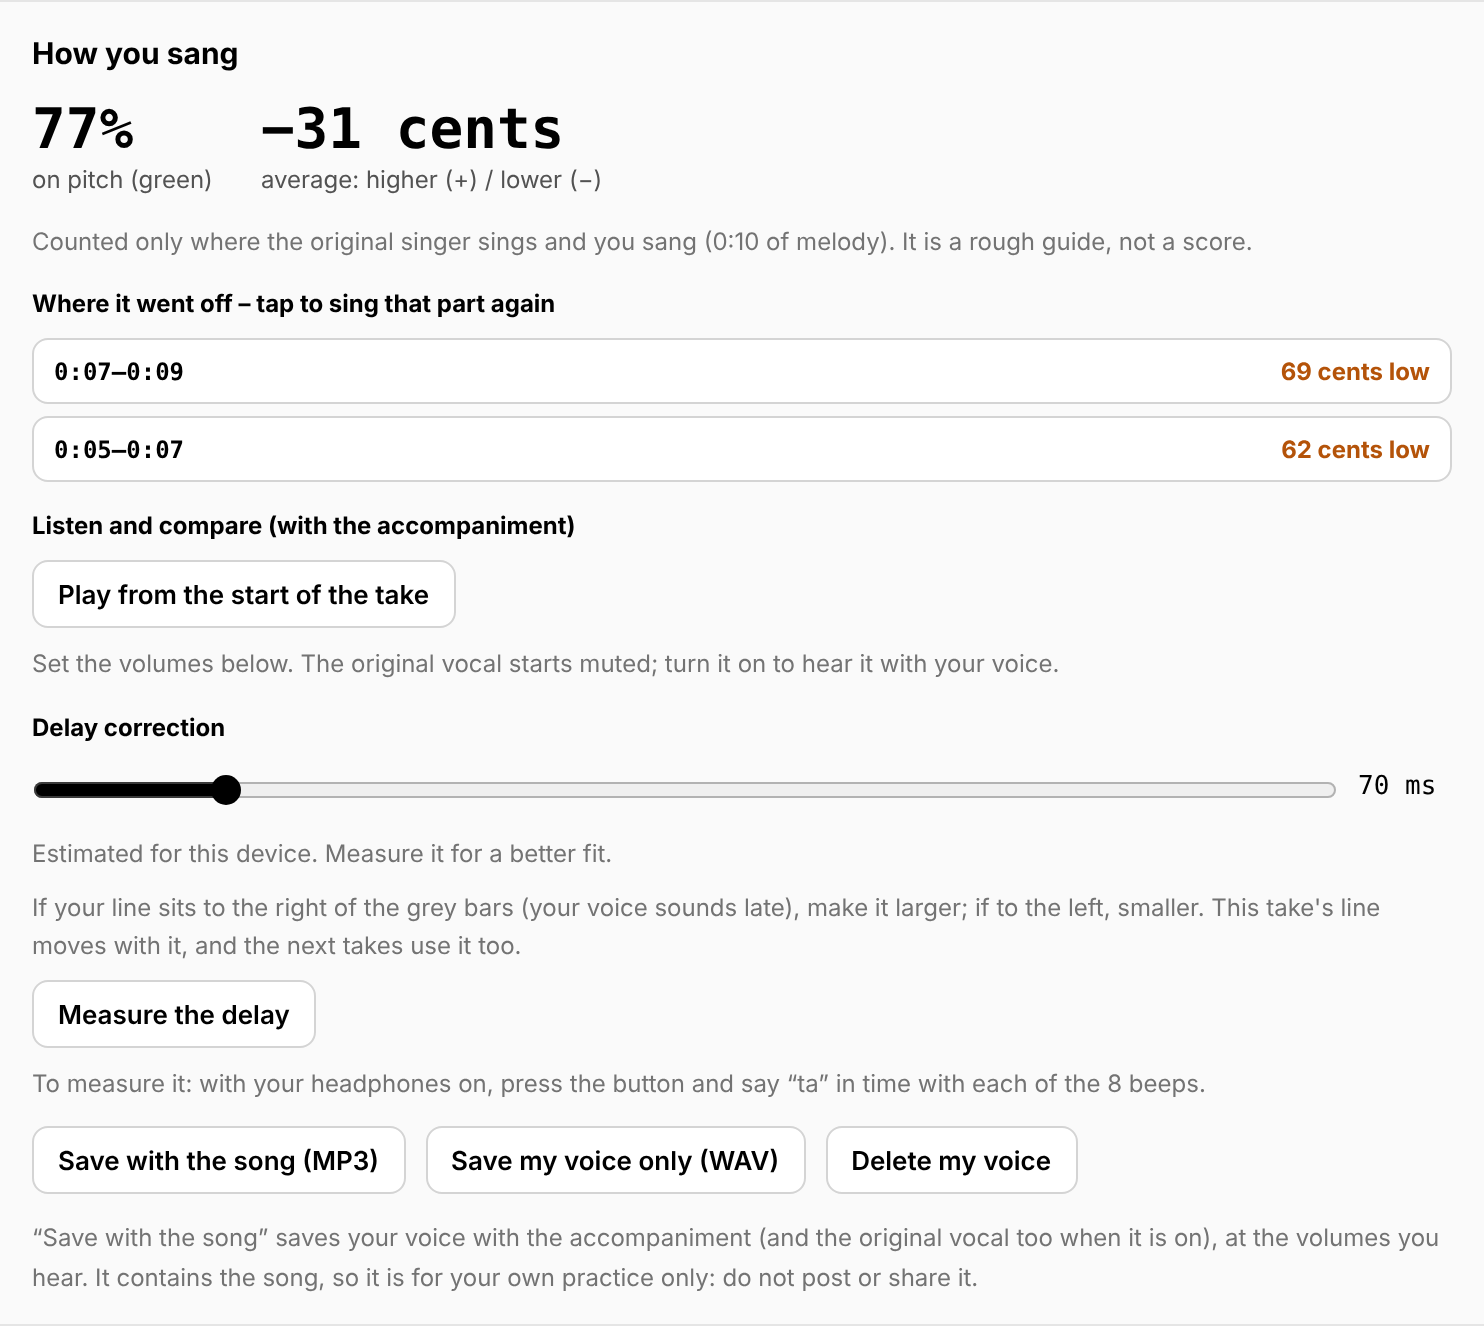 How you sang
77% −31 cents
on pitch (green) average: higher (+) / lower (−)
Counted only where the original singer sings and you sang (0:10 of melody). It is a rough guide, not a score.
Where it went off – tap to sing that part again
0:07–0:09 69 cents low
0:05–0:07 62 cents low
Listen and compare (with the accompaniment)
Play from the start of the take
Set the volumes below. The original vocal starts muted; turn it on to hear it with your voice.
Delay correction
70 ms
Estimated for this device. Measure it for a better fit.
If your line sits to the right of the grey bars (your voice sounds late), make it larger; if to the left, smaller. This take's line
moves with it, and the next takes use it too.
Measure the delay
To measure it: with your headphones on, press the button and say “ta” in time with each of the 8 beeps.
Save with the song (MP3) Save my voice only (WAV) Delete my voice
“Save with the song” saves your voice with the accompaniment (and the original vocal too when it is on), at the volumes you
hear. It contains the song, so it is for your own practice only: do not post or share it.